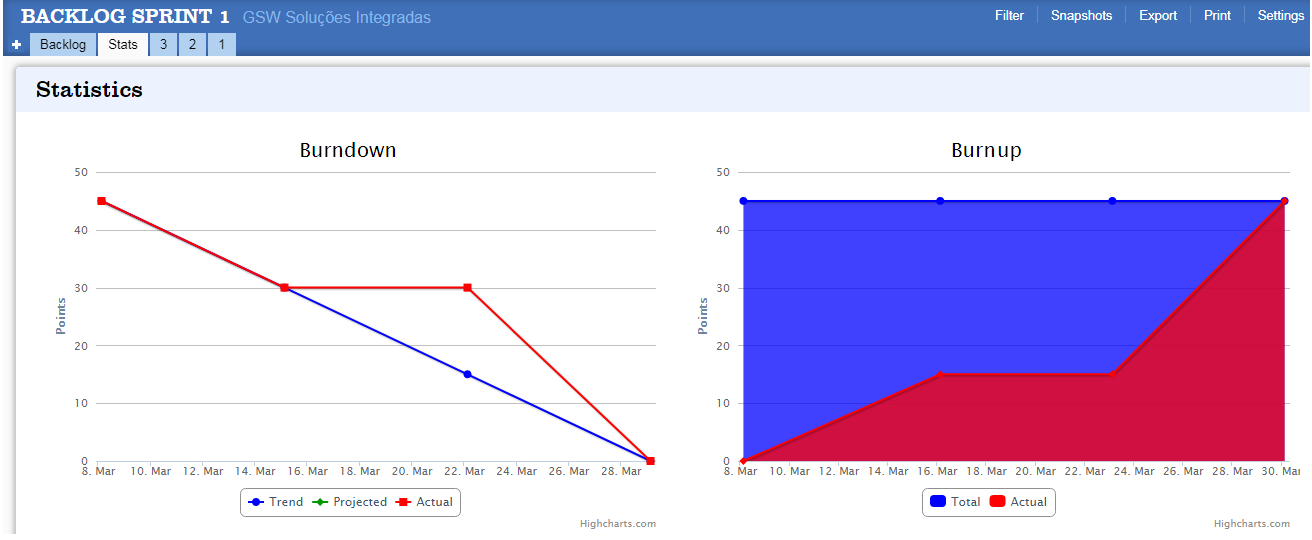 BACKLOG SPRINT 1 GSW Soluções Integradas
Filter Snapshots Export Print Settings
+ Backlog Stats 3 2 1
Statistics
Burndown
50
40
30
20
10
0
Points
8. Mar 10. Mar 12. Mar 14. Mar 16. Mar 18. Mar 20. Mar 22. Mar 24. Mar 26. Mar 28. Mar
Trend Projected Actual
Highcharts.com
Burnup
50
40
30
20
10
0
Points
8. Mar 10. Mar 12. Mar 14. Mar 16. Mar 18. Mar 20. Mar 22. Mar 24. Mar 26. Mar 28. Mar 30. Mar
Total Actual
Highcharts.com